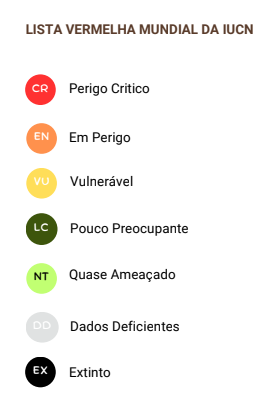 LISTA VERMELHA MUNDIAL DA IUCN
CR Perigo Critico
EN Em Perigo
VU Vulnerável
LC Pouco Preocupante
NT Quase Ameaçado
DD Dados Deficientes
EX Extinto